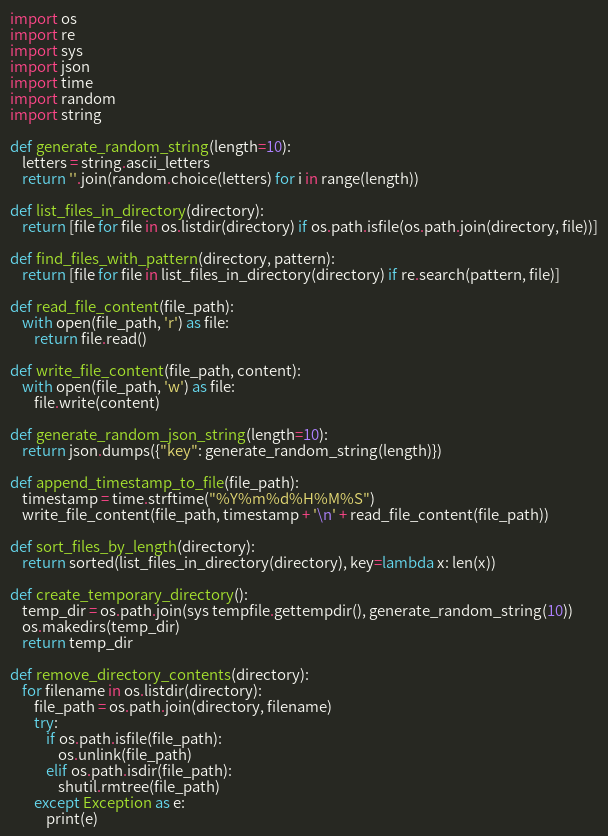 import os
import re
import sys
import json
import time
import random
import string

def generate_random_string(length=10):
    letters = string.ascii_letters
    return ''.join(random.choice(letters) for i in range(length))

def list_files_in_directory(directory):
    return [file for file in os.listdir(directory) if os.path.isfile(os.path.join(directory, file))]

def find_files_with_pattern(directory, pattern):
    return [file for file in list_files_in_directory(directory) if re.search(pattern, file)]

def read_file_content(file_path):
    with open(file_path, 'r') as file:
        return file.read()

def write_file_content(file_path, content):
    with open(file_path, 'w') as file:
        file.write(content)

def generate_random_json_string(length=10):
    return json.dumps({"key": generate_random_string(length)})

def append_timestamp_to_file(file_path):
    timestamp = time.strftime("%Y%m%d%H%M%S")
    write_file_content(file_path, timestamp + '\n' + read_file_content(file_path))

def sort_files_by_length(directory):
    return sorted(list_files_in_directory(directory), key=lambda x: len(x))

def create_temporary_directory():
    temp_dir = os.path.join(sys tempfile.gettempdir(), generate_random_string(10))
    os.makedirs(temp_dir)
    return temp_dir

def remove_directory_contents(directory):
    for filename in os.listdir(directory):
        file_path = os.path.join(directory, filename)
        try:
            if os.path.isfile(file_path):
                os.unlink(file_path)
            elif os.path.isdir(file_path):
                shutil.rmtree(file_path)
        except Exception as e:
            print(e)